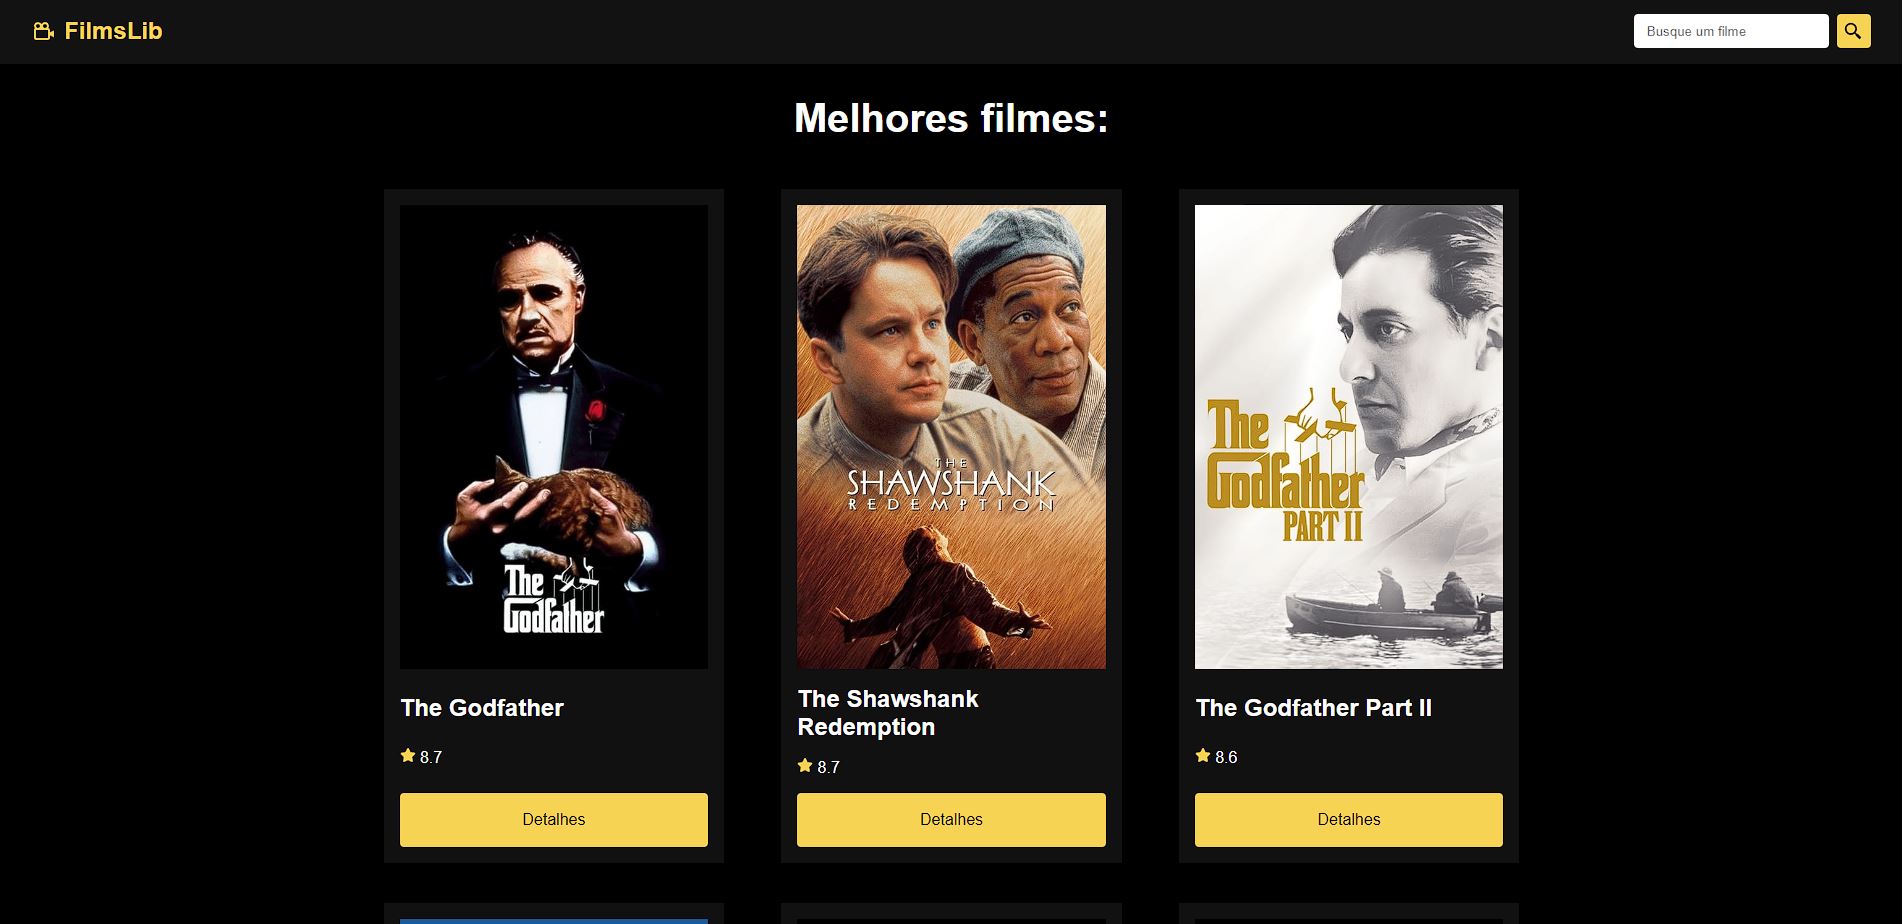 FilmsLib
Busque um filme
Melhores filmes:
The
Godfather
THE
SHAWSHANK
REDEMPTION
The
Godfather
PART II
The Godfather
The Shawshank
Redemption
The Godfather Part II
8.7
8.7
8.6
Detalhes
Detalhes
Detalhes